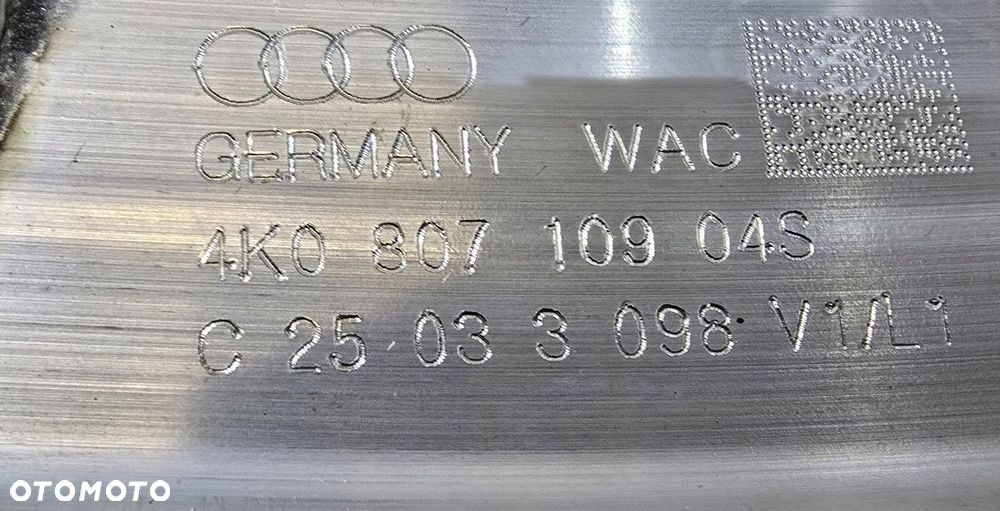 GERMANY WAC
4K0 807 109 04S
C 25 03 3 098 V1/L1
OTOMOTO